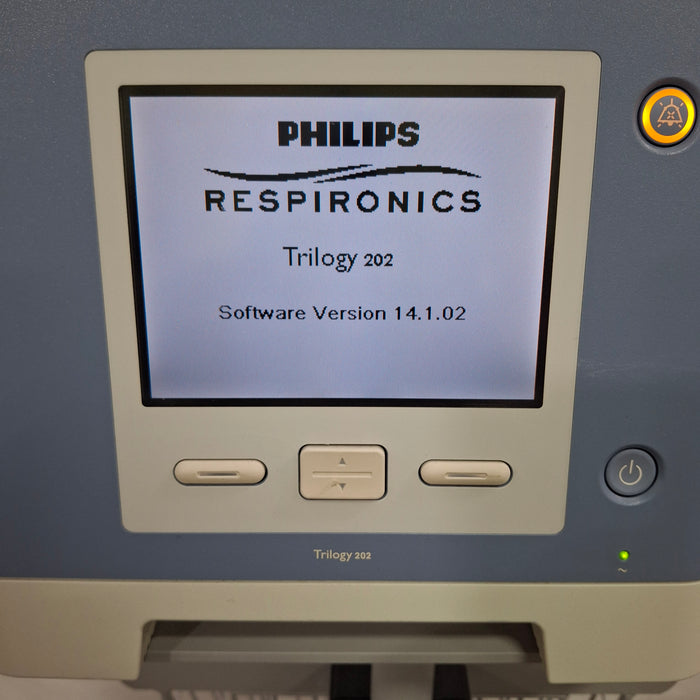 PHILIPS
RESPIRONICS
Trilogy 202
Software Version 14.1.02
Trilogy 202